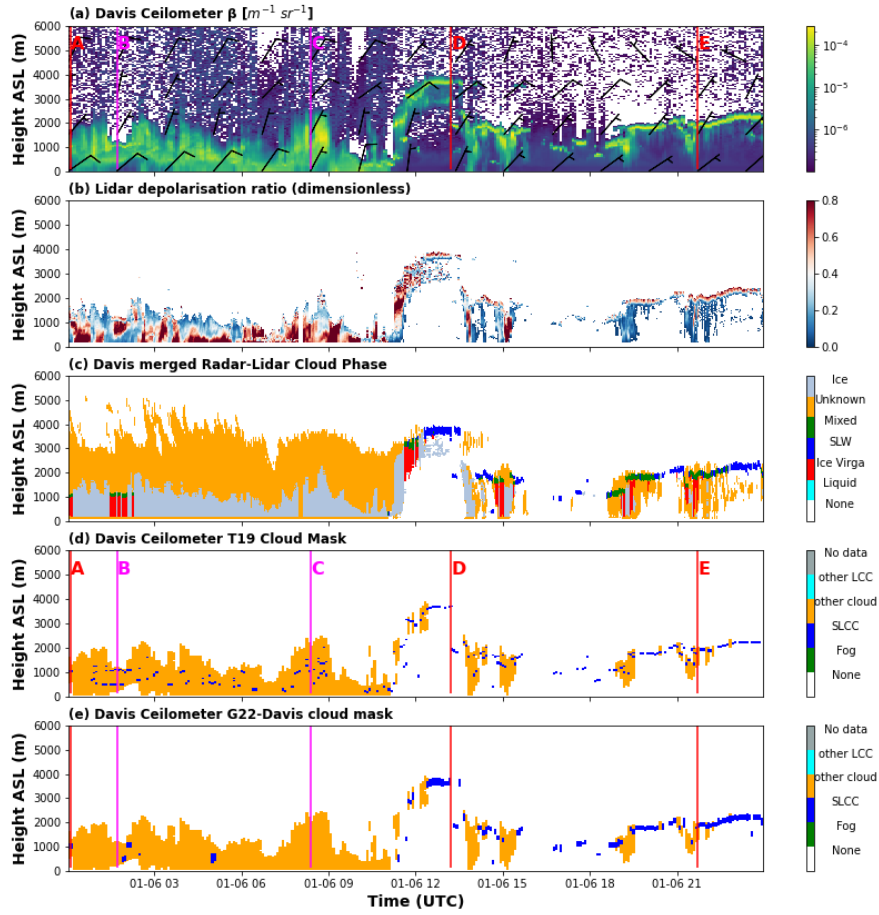 (a) Davis Ceilometer β [m⁻¹ sr⁻¹]
6000
5000
4000
3000
2000
1000
0
Height ASL (m)
A
B
C
D
E
10⁻⁴
10⁻⁵
10⁻⁶
(b) Lidar depolarisation ratio (dimensionless)
6000
5000
4000
3000
2000
1000
0
Height ASL (m)
0.8
0.6
0.4
0.2
0.0
(c) Davis merged Radar-Lidar Cloud Phase
6000
5000
4000
3000
2000
1000
0
Height ASL (m)
Ice
Unknown
Mixed
SLW
Ice Virga
Liquid
None
(d) Davis Ceilometer T19 Cloud Mask
6000
5000
4000
3000
2000
1000
0
Height ASL (m)
A
B
C
D
E
No data
other LCC
other cloud
SLCC
Fog
None
(e) Davis Ceilometer G22-Davis cloud mask
6000
5000
4000
3000
2000
1000
0
Height ASL (m)
No data
other LCC
other cloud
SLCC
Fog
None
01-06 03
01-06 06
01-06 09
01-06 12
01-06 15
01-06 18
01-06 21
Time (UTC)